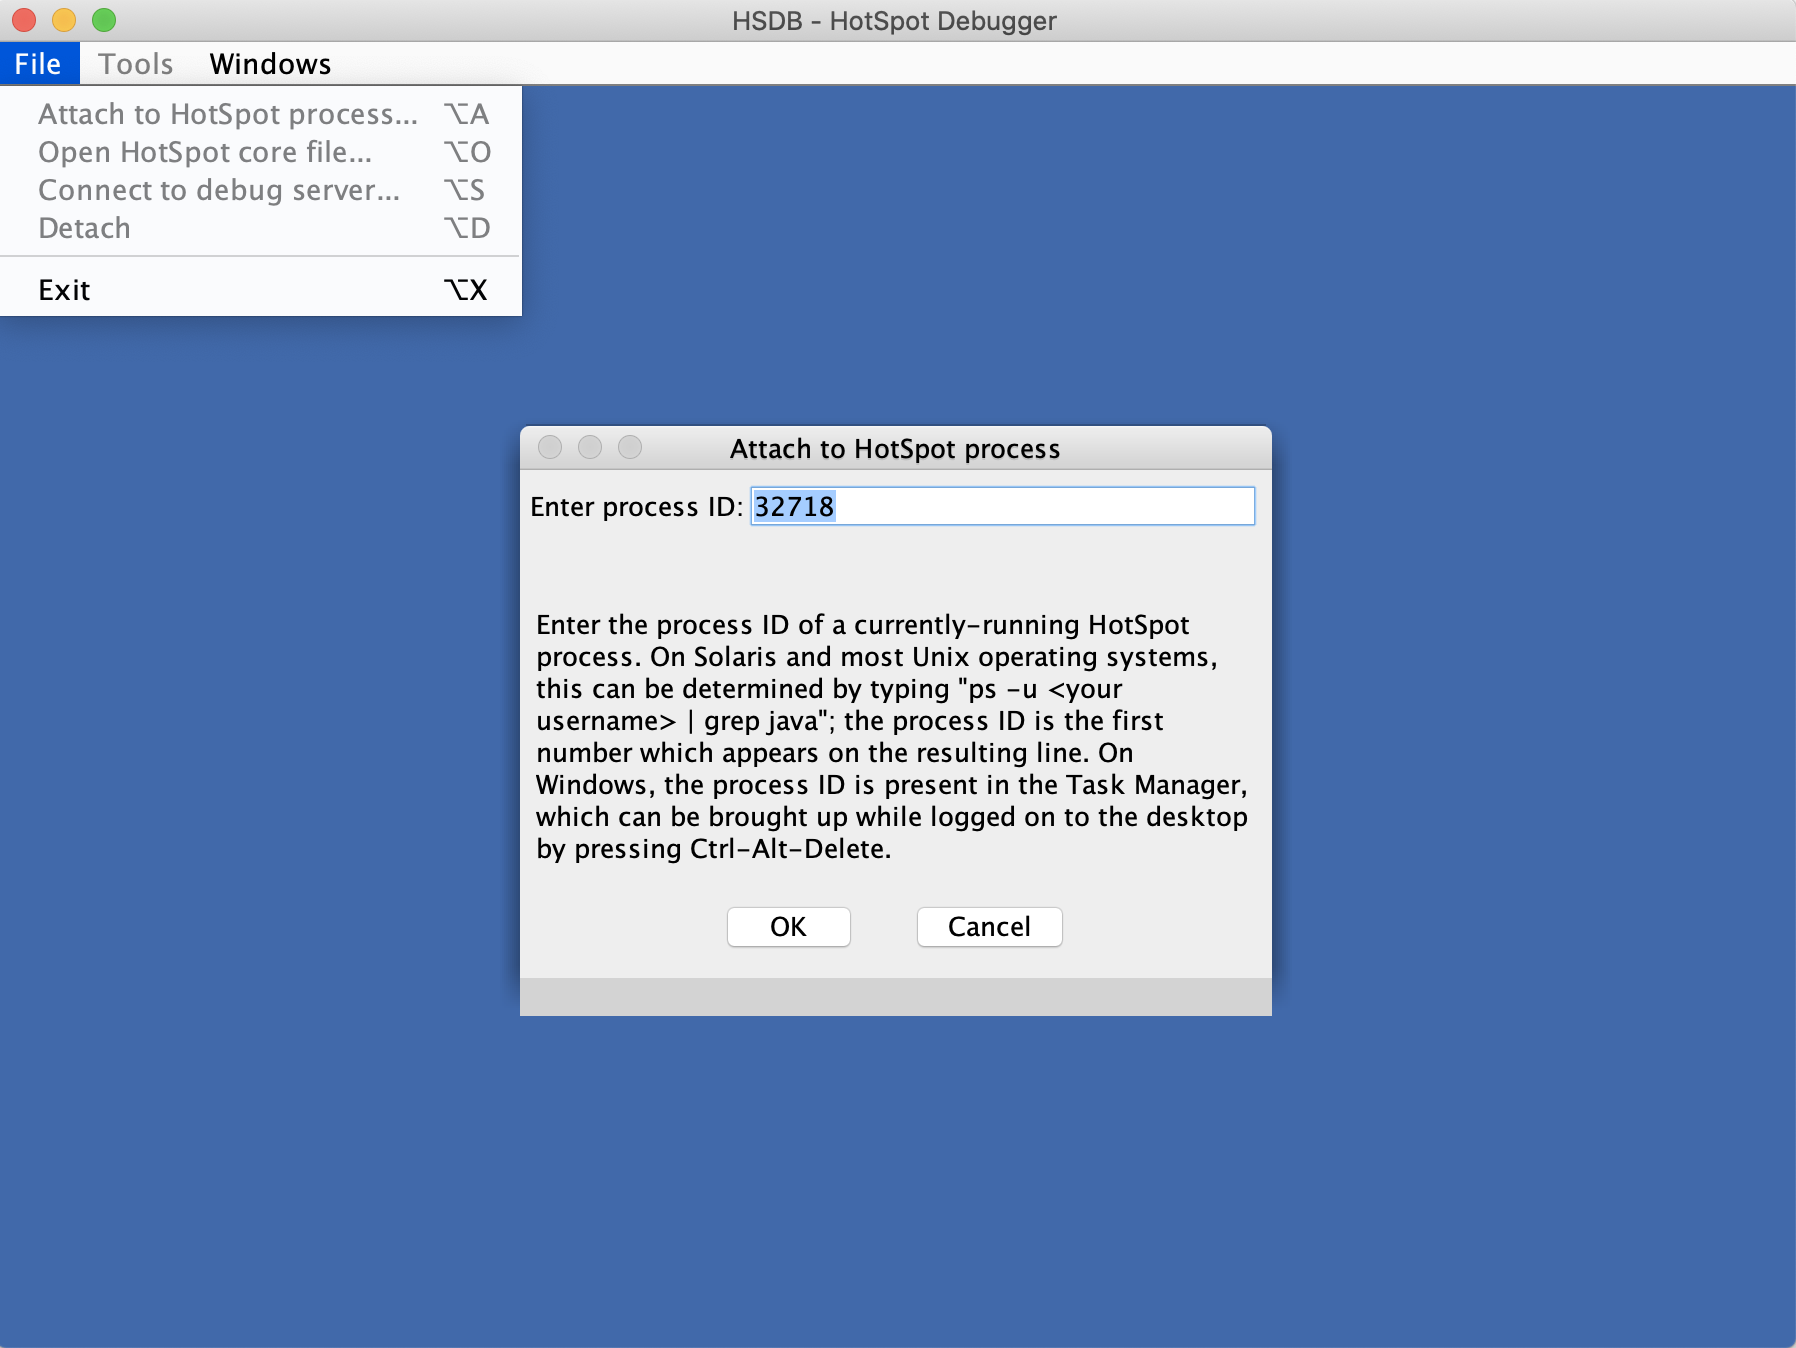 HSDB - HotSpot Debugger
File Tools Windows
Attach to HotSpot process... ⌥A
Open HotSpot core file... ⌥O
Connect to debug server... ⌥S
Detach ⌥D
Exit ⌥X
Attach to HotSpot process
Enter process ID: 32718
Enter the process ID of a currently-running HotSpot
process. On Solaris and most Unix operating systems,
this can be determined by typing "ps -u <your
username> | grep java"; the process ID is the first
number which appears on the resulting line. On
Windows, the process ID is present in the Task Manager,
which can be brought up while logged on to the desktop
by pressing Ctrl-Alt-Delete.
OK Cancel